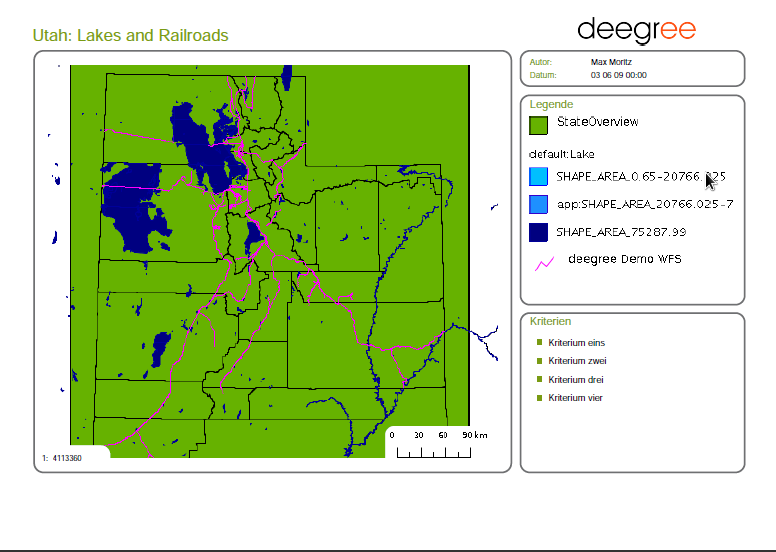 Utah: Lakes and Railroads
deegree
Autor: Max Moritz
Datum: 03 06 09 00:00
Legende
StateOverview
default:Lake
SHAPE_AREA_0.65-20766.025
app:SHAPE_AREA_20766.025-7
SHAPE_AREA_75287.99
deegree Demo WFS
Kriterien
Kriterium eins
Kriterium zwei
Kriterium drei
Kriterium vier
0 30 60 90 km
1: 4113360